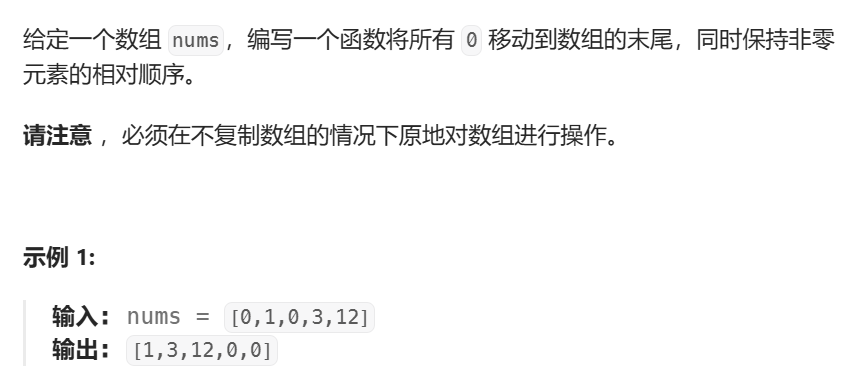 给定一个数组 nums，编写一个函数将所有 0 移动到数组的末尾，同时保持非零
元素的相对顺序。
请注意 ，必须在不复制数组的情况下原地对数组进行操作。
示例 1:
输入: nums = [0,1,0,3,12]
输出: [1,3,12,0,0]